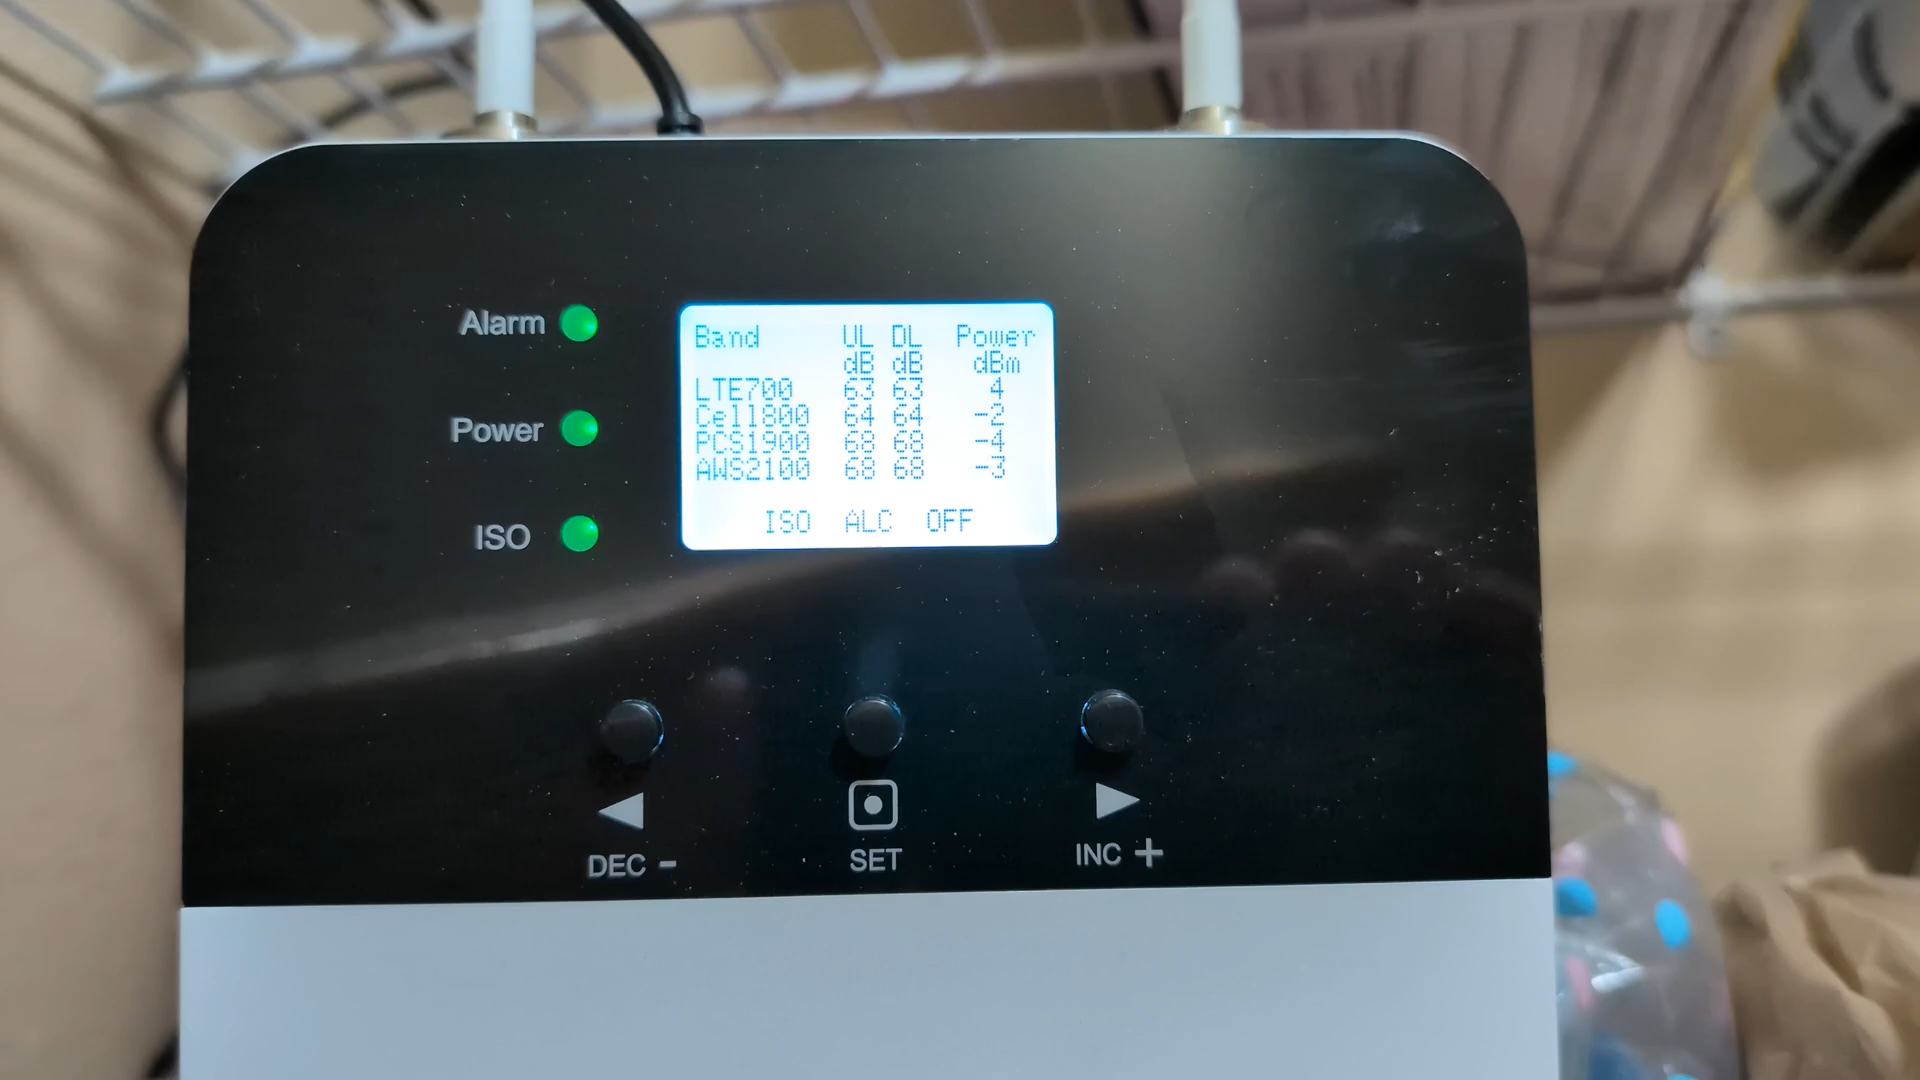 Alarm
Power
ISO
Band UL DL Power
dB dB dBm
LTE700 63 63 4
Cell800 64 64 -2
PCS1900 68 68 -4
AWS2100 68 68 -3
ISO ALC OFF
DEC -
SET
INC +